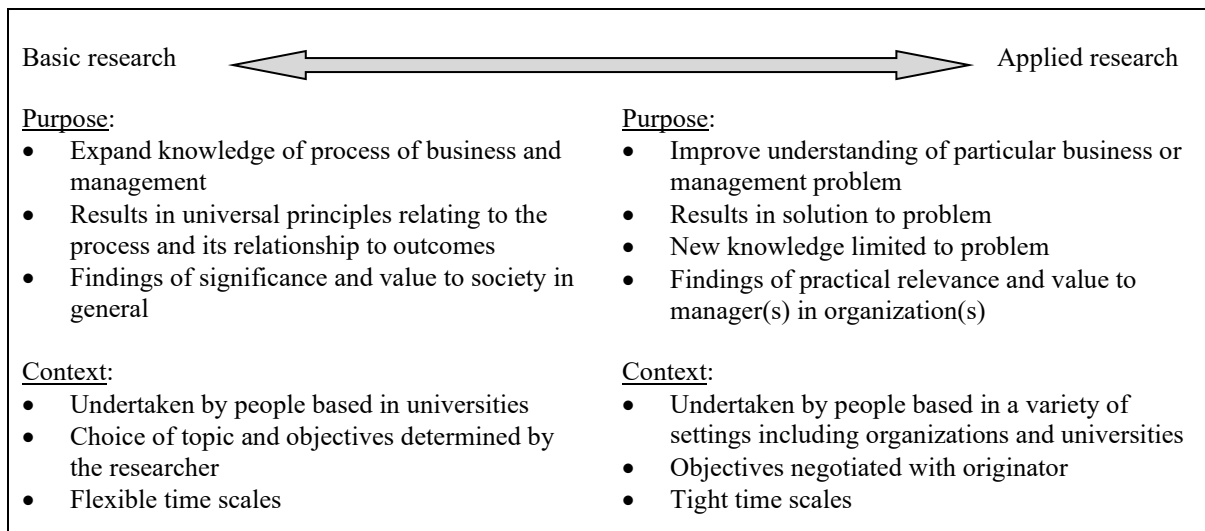 Basic research
Applied research
Purpose:
• Expand knowledge of process of business and
management
• Results in universal principles relating to the
process and its relationship to outcomes
• Findings of significance and value to society in
general
Context:
• Undertaken by people based in universities
• Choice of topic and objectives determined by
the researcher
• Flexible time scales
Purpose:
• Improve understanding of particular business or
management problem
• Results in solution to problem
• New knowledge limited to problem
• Findings of practical relevance and value to
manager(s) in organization(s)
Context:
• Undertaken by people based in a variety of
settings including organizations and universities
• Objectives negotiated with originator
• Tight time scales